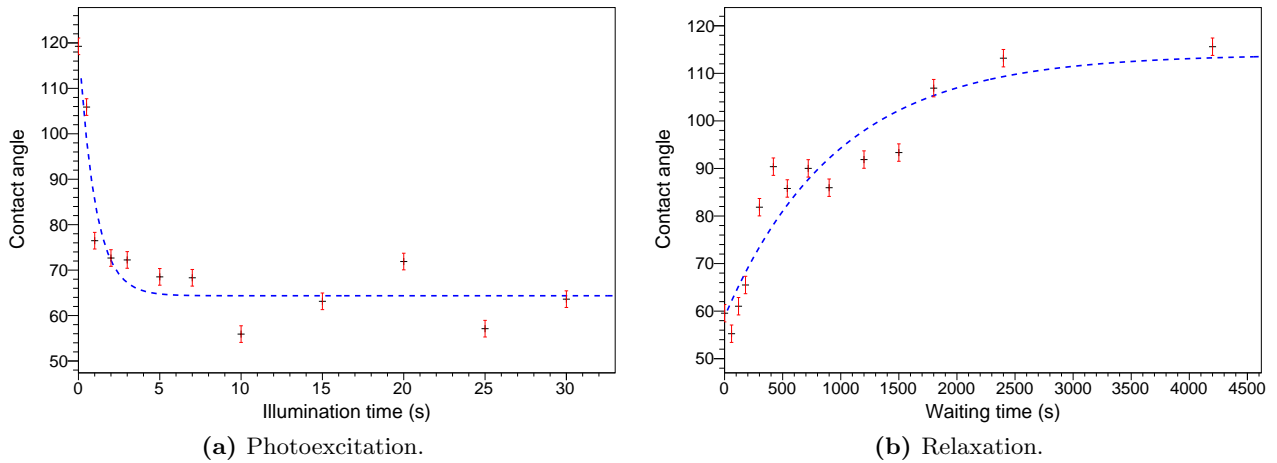 120
110
100
90
80
70
60
50
Contact angle
0 5 10 15 20 25 30
Illumination time (s)
(a) Photoexcitation.
120
110
100
90
80
70
60
50
Contact angle
0 500 1000 1500 2000 2500 3000 3500 4000 4500
Waiting time (s)
(b) Relaxation.